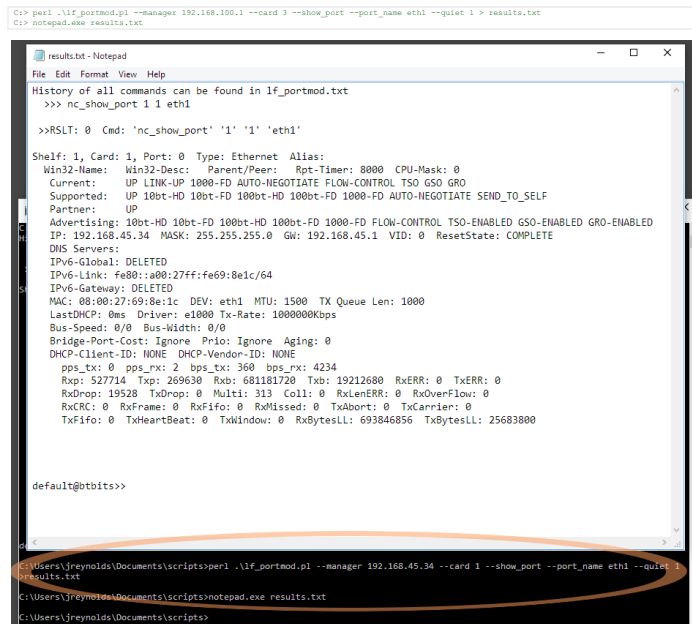 C:> perl .\lf_portmod.pl --manager 192.168.100.1 --card 3 --show_port --port_name eth1 --quiet 1 > results.txt
C:> notepad.exe results.txt
results.txt - Notepad
File Edit Format View Help
History of all commands can be found in lf_portmod.txt
>>> nc_show_port 1 1 eth1
>>RSLT: 0 Cmd: 'nc_show_port' '1' '1' 'eth1'
Shelf: 1, Card: 1, Port: 0 Type: Ethernet Alias:
Win32-Name: Win32-Desc: Parent/Peer: Rpt-Timer: 8000 CPU-Mask: 0
Current: UP LINK-UP 1000-FD AUTO-NEGOTIATE FLOW-CONTROL TSO GSO GRO
Supported: UP 10bt-HD 10bt-FD 100bt-HD 100bt-FD 1000-FD AUTO-NEGOTIATE SEND_TO_SELF
Partner: UP
Advertising: 10bt-HD 10bt-FD 100bt-HD 100bt-FD 1000-FD FLOW-CONTROL TSO-ENABLED GSO-ENABLED GRO-ENABLED
IP: 192.168.45.34 MASK: 255.255.255.0 GW: 192.168.45.1 VID: 0 ResetState: COMPLETE
DNS Servers:
IPv6-Global: DELETED
IPv6-Link: fe80::a00:27ff:fe69:8e1c/64
IPv6-Gateway: DELETED
MAC: 08:00:27:69:8e:1c DEV: eth1 MTU: 1500 TX Queue Len: 1000
LastDHCP: 0ms Driver: e1000 Tx-Rate: 1000000Kbps
Bus-Speed: 0/0 Bus-Width: 0/0
Bridge-Port-Cost: Ignore Prio: Ignore Aging: 0
DHCP-Client-ID: NONE DHCP-Vendor-ID: NONE
pps_tx: 0 pps_rx: 2 bps_tx: 360 bps_rx: 4234
Rxp: 527714 Txp: 269630 Rxb: 681181720 Txb: 19212680 RxERR: 0 TxERR: 0
RxDrop: 19528 TxDrop: 0 Multi: 313 Coll: 0 RxLenERR: 0 RxOverFlow: 0
RxCRC: 0 RxFrame: 0 RxFifo: 0 RxMissed: 0 TxAbort: 0 TxCarrier: 0
TxFifo: 0 TxHeartBeat: 0 TxWindow: 0 RxBytesLL: 693846856 TxBytesLL: 25683800
default@btbits>>
C:\Users\jreynolds\Documents\scripts>perl .\lf_portmod.pl --manager 192.168.45.34 --card 1 --show_port --port_name eth1 --quiet 1
>results.txt
C:\Users\jreynolds\Documents\scripts>notepad.exe results.txt
C:\Users\jreynolds\Documents\scripts>